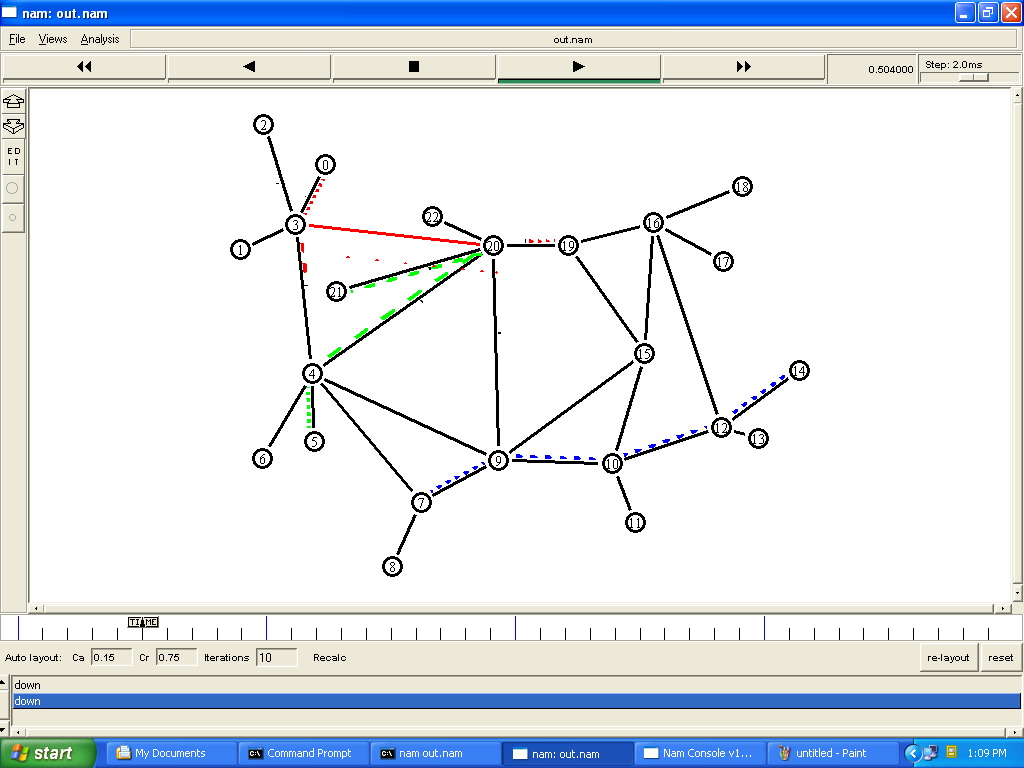 nam: out.nam
File Views Analysis out.nam
0.504000 Step: 2.0ms
2
0
18
22
16
3
20 19
1
17
21
15
14
4
12
13
5
6
9
10
7
11
8
ED
IT
TIME
Auto layout: Ca 0.15 Cr 0.75 Iterations 10 Recalc re-layout reset
down
down
start My Documents Command Prompt nam out.nam nam: out.nam Nam Console v1... untitled - Paint 1:09 PM